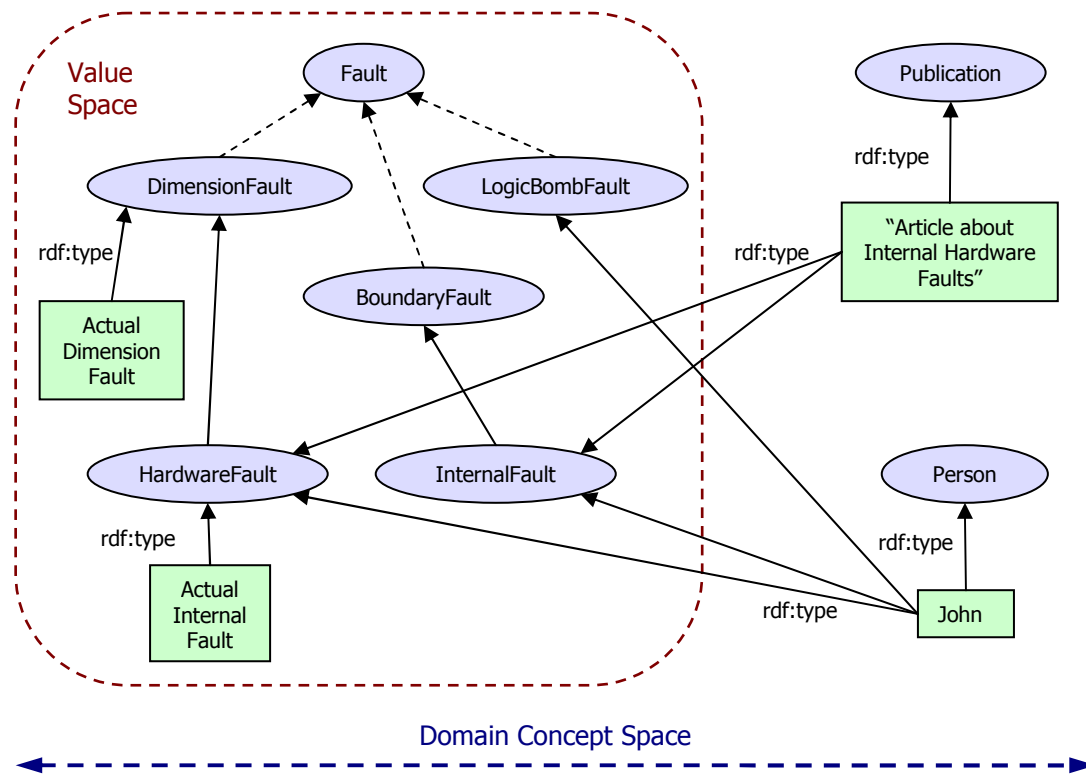 Value
Space
Fault
Publication
rdf:type
DimensionFault
LogicBombFault
“Article about
Internal Hardware
Faults”
rdf:type
rdf:type
BoundaryFault
Actual
Dimension
Fault
HardwareFault
InternalFault
Person
rdf:type
rdf:type
Actual
Internal
Fault
rdf:type
John
Domain Concept Space